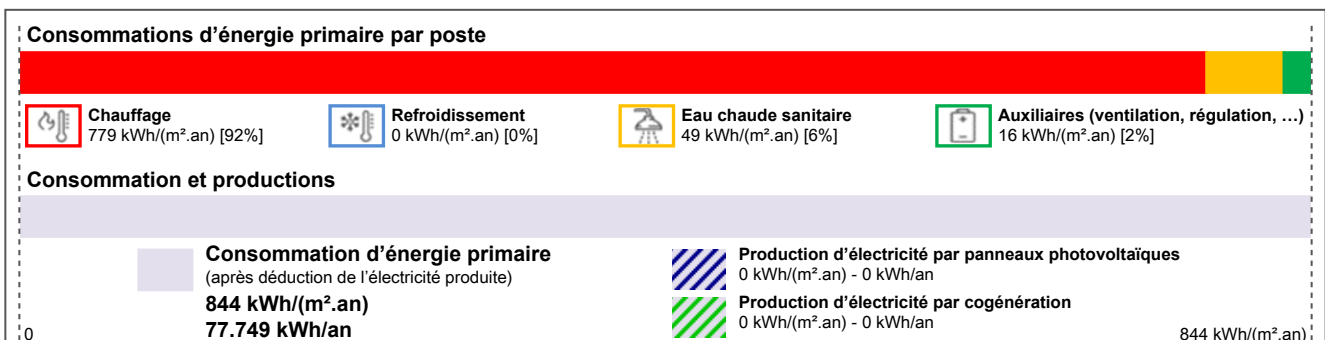 Consommations d'énergie primaire par poste
Chauffage
779 kWh/(m².an) [92%]
Refroidissement
0 kWh/(m².an) [0%]
Eau chaude sanitaire
49 kWh/(m².an) [6%]
Auxiliaires (ventilation, régulation, …)
16 kWh/(m².an) [2%]
Consommation et productions
Consommation d'énergie primaire
(après déduction de l'électricité produite)
844 kWh/(m².an)
77.749 kWh/an
Production d'électricité par panneaux photovoltaïques
0 kWh/(m².an) - 0 kWh/an
Production d'électricité par cogénération
0 kWh/(m².an) - 0 kWh/an
0
844 kWh/(m².an)